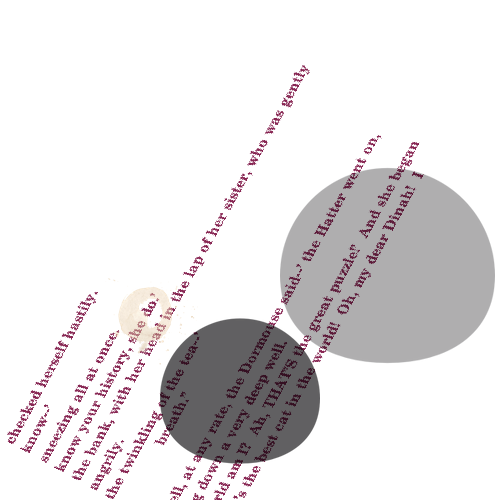 checked herself hastily.
know--'
sneezing all at once.
know your history, she do.'
the bank, with her head in the lap of her sister, who was gently
angrily.
the twinkling of the tea--'
breath."'
at any rate, the Dormouse said--' the Hatter went on,
down a very deep well.
am I? Ah, THAT'S the great puzzle!' And she began
the best cat in the world! Oh, my dear Dinah! I